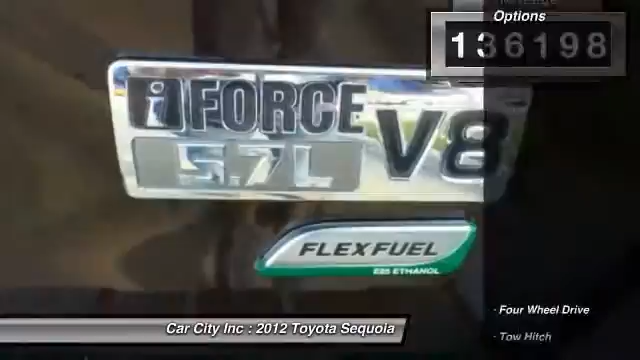 Options
136198
i FORCE V8
5.7L
FLEXFUEL
E85 ETHANOL
· Four Wheel Drive
Car City Inc : 2012 Toyota Sequoia
· Tow Hitch